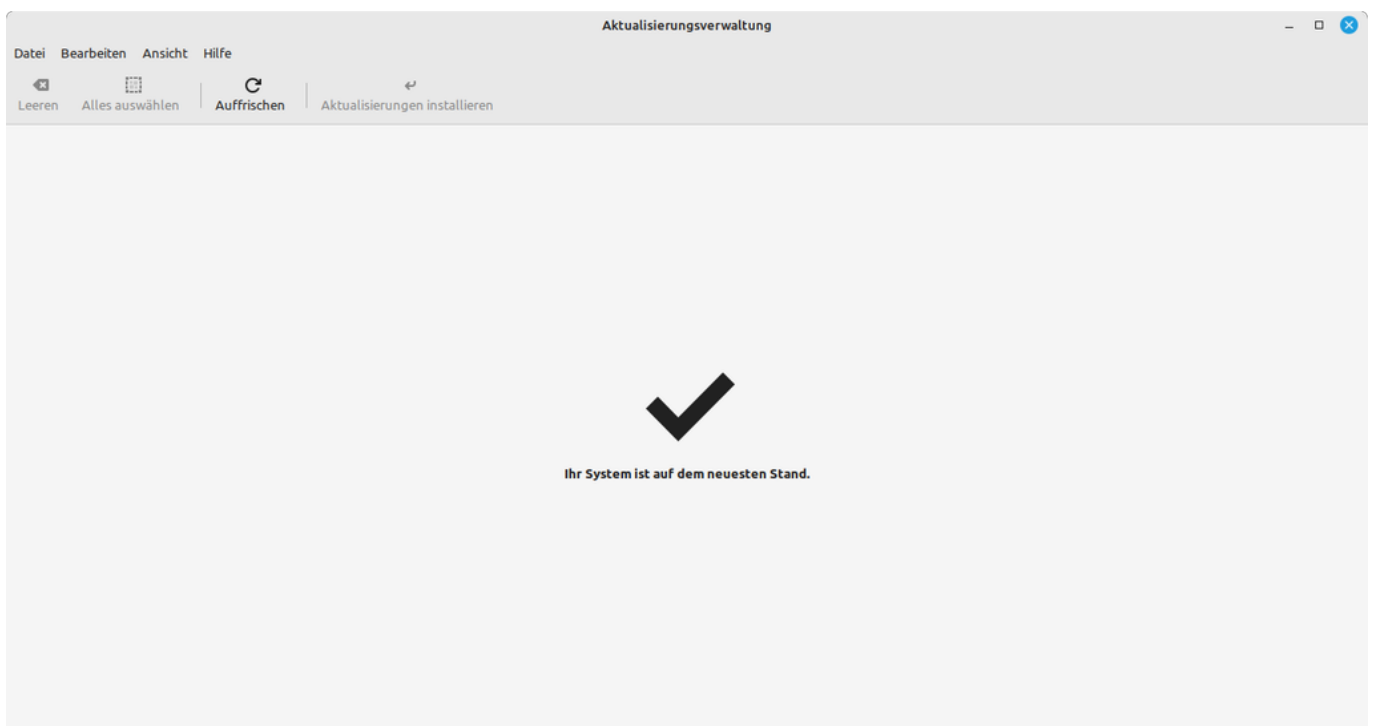 Aktualisierungsverwaltung
Datei Bearbeiten Ansicht Hilfe
Leeren Alles auswählen Auffrischen Aktualisierungen installieren
Ihr System ist auf dem neuesten Stand.